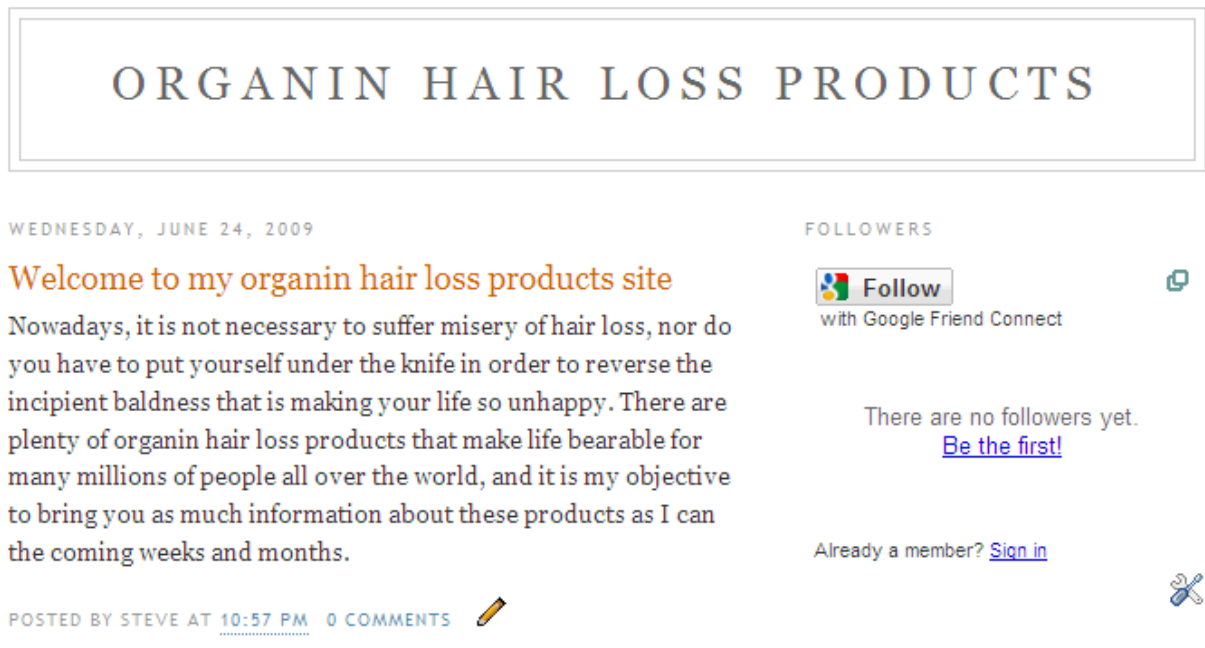 ORGANIN HAIR LOSS PRODUCTS
WEDNESDAY, JUNE 24, 2009
Welcome to my organin hair loss products site
Nowadays, it is not necessary to suffer misery of hair loss, nor do
you have to put yourself under the knife in order to reverse the
incipient baldness that is making your life so unhappy. There are
plenty of organin hair loss products that make life bearable for
many millions of people all over the world, and it is my objective
to bring you as much information about these products as I can
the coming weeks and months.
POSTED BY STEVE AT 10:57 PM 0 COMMENTS
FOLLOWERS
Follow
with Google Friend Connect
There are no followers yet.
Be the first!
Already a member? Sign in